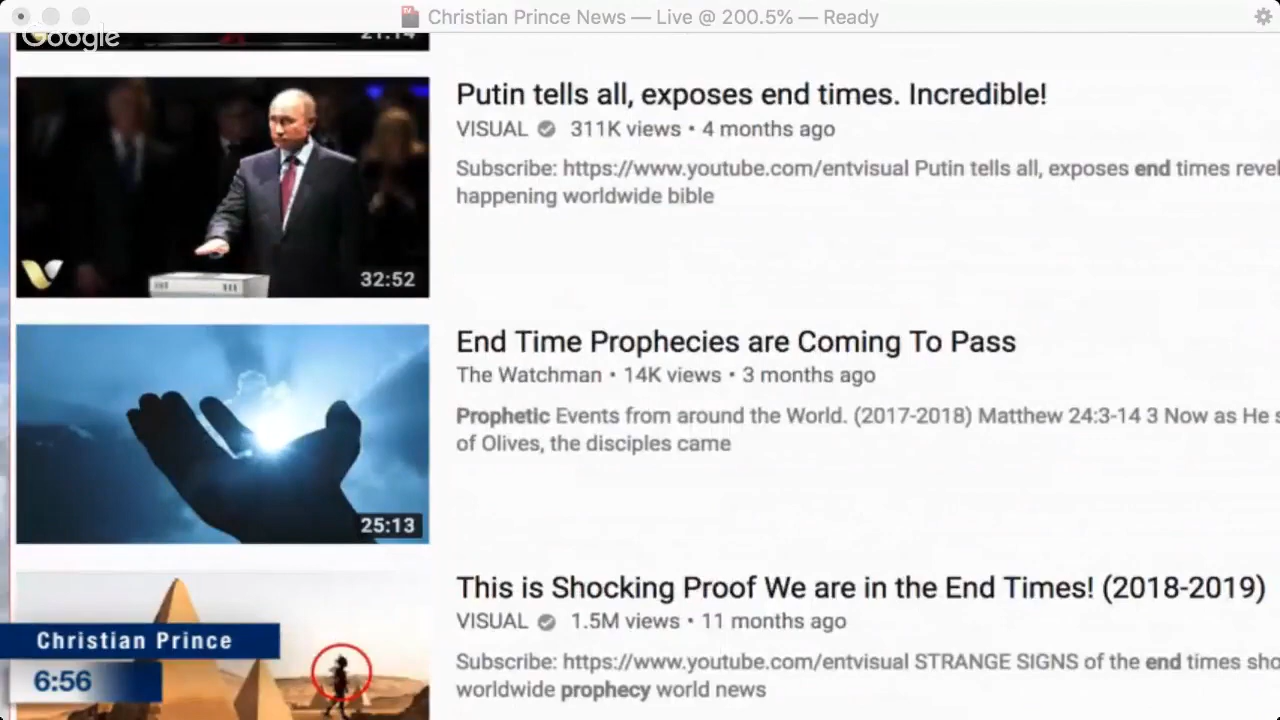 Christian Prince News — Live @ 200.5% — Ready
Google
21:14
Putin tells all, exposes end times. Incredible!
VISUAL 311K views • 4 months ago
Subscribe: https://www.youtube.com/entvisual Putin tells all, exposes end times
happening worldwide bible
32:52
End Time Prophecies are Coming To Pass
The Watchman • 14K views • 3 months ago
Prophetic Events from around the World. (2017-2018) Matthew 24:3-14 3 Now as He
of Olives, the disciples came
25:13
This is Shocking Proof We are in the End Times! (2018-2019)
VISUAL 1.5M views • 11 months ago
Subscribe: https://www.youtube.com/entvisual STRANGE SIGNS of the end times
worldwide prophecy world news
Christian Prince
6:56